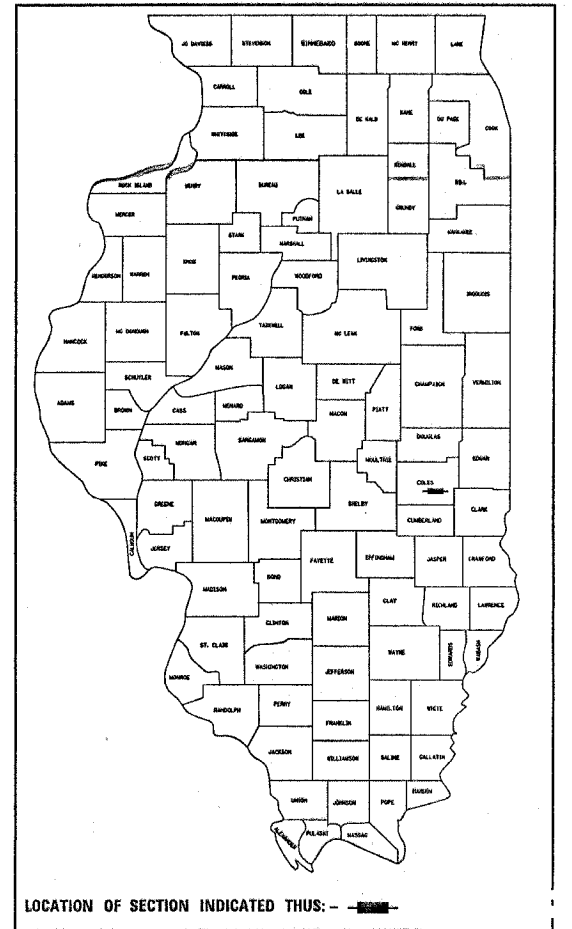 JO DAVIESS STEPHENSON WINNEBAGO BOONE MC HENRY LAKE
CARROLL OGLE DE KALB KANE DU PAGE COOK
WHITESIDE LEE
KENDALL WILL
ROCK ISLAND HENRY BUREAU LA SALLE GRUNDY
MERCER PUTNAM
STARK MARSHALL KANKAKEE
HENDERSON WARREN KNOX PEORIA WOODFORD LIVINGSTON IROQUOIS
HANCOCK MC DONOUGH FULTON TAZEWELL MC LEAN FORD
MASON
SCHUYLER LOGAN DE WITT CHAMPAIGN VERMILION
ADAMS BROWN CASS MENARD MACON PIATT
MORGAN SANGAMON DOUGLAS
PIKE SCOTT MOULTRIE EDGAR
CHRISTIAN COLES
GREENE MACOUPIN MONTGOMERY SHELBY CUMBERLAND CLARK
CALHOUN JERSEY FAYETTE EFFINGHAM JASPER CRAWFORD
MADISON BOND
CLAY RICHLAND LAWRENCE
CLINTON MARION
ST. CLAIR WAYNE EDWARDS WABASH
MONROE WASHINGTON JEFFERSON
RANDOLPH PERRY HAMILTON WHITE
FRANKLIN
JACKSON WILLIAMSON SALINE GALLATIN
UNION JOHNSON POPE HARDIN
ALEXANDER PULASKI MASSAC
LOCATION OF SECTION INDICATED THUS: -